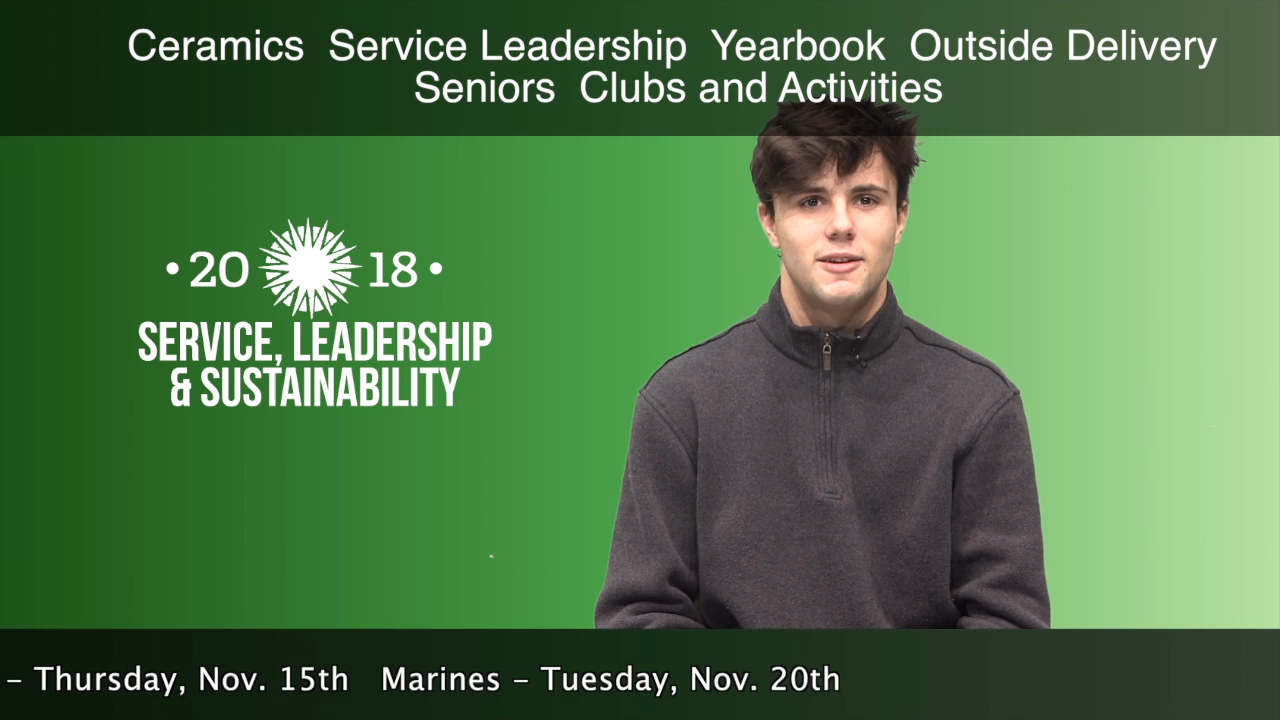 Ceramics  Service Leadership  Yearbook  Outside Delivery
Seniors  Clubs and Activities
• 20 18 •
SERVICE, LEADERSHIP
& SUSTAINABILITY
– Thursday, Nov. 15th   Marines – Tuesday, Nov. 20th